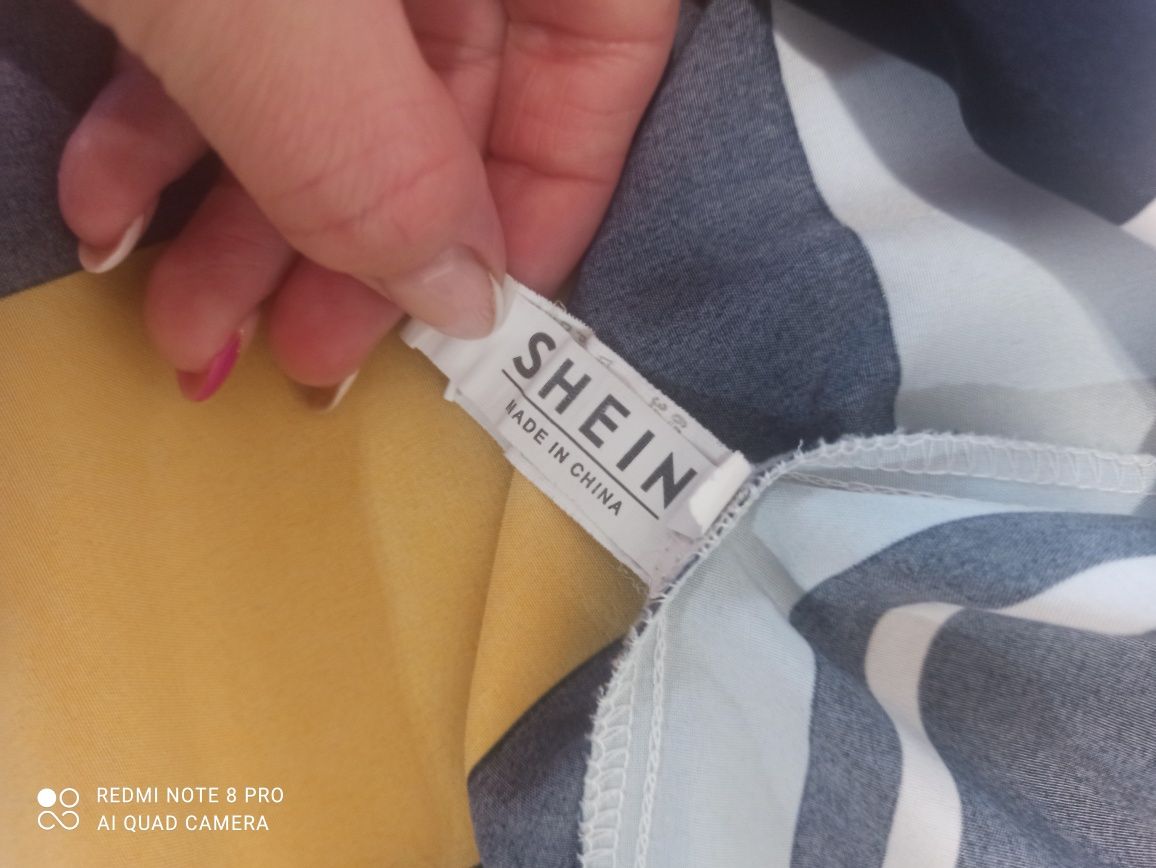 SHEIN
MADE IN CHINA
REDMI NOTE 8 PRO
AI QUAD CAMERA